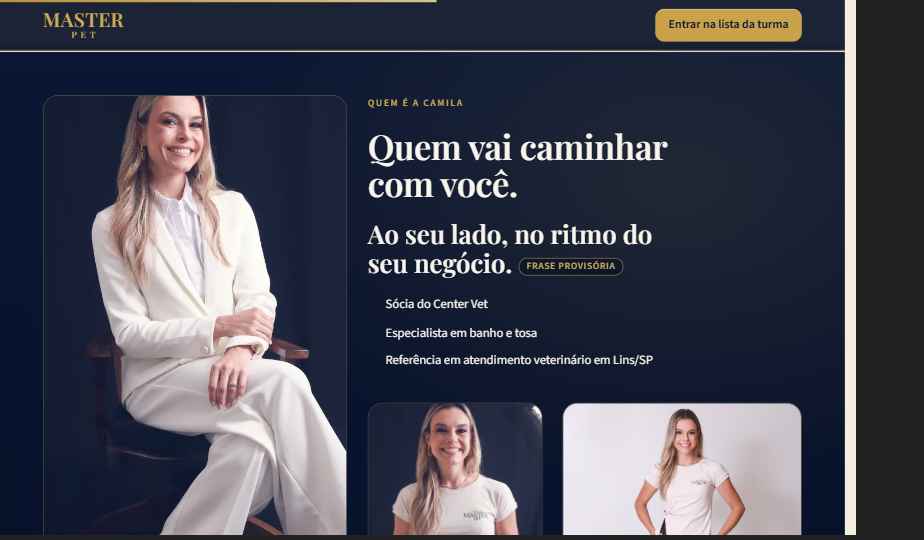 MASTER
PET
Entrar na lista da turma
QUEM É A CAMILA
Quem vai caminhar
com você.
Ao seu lado, no ritmo do
seu negócio. FRASE PROVISÓRIA
Sócia do Center Vet
Especialista em banho e tosa
Referência em atendimento veterinário em Lins/SP
MASTER
PET